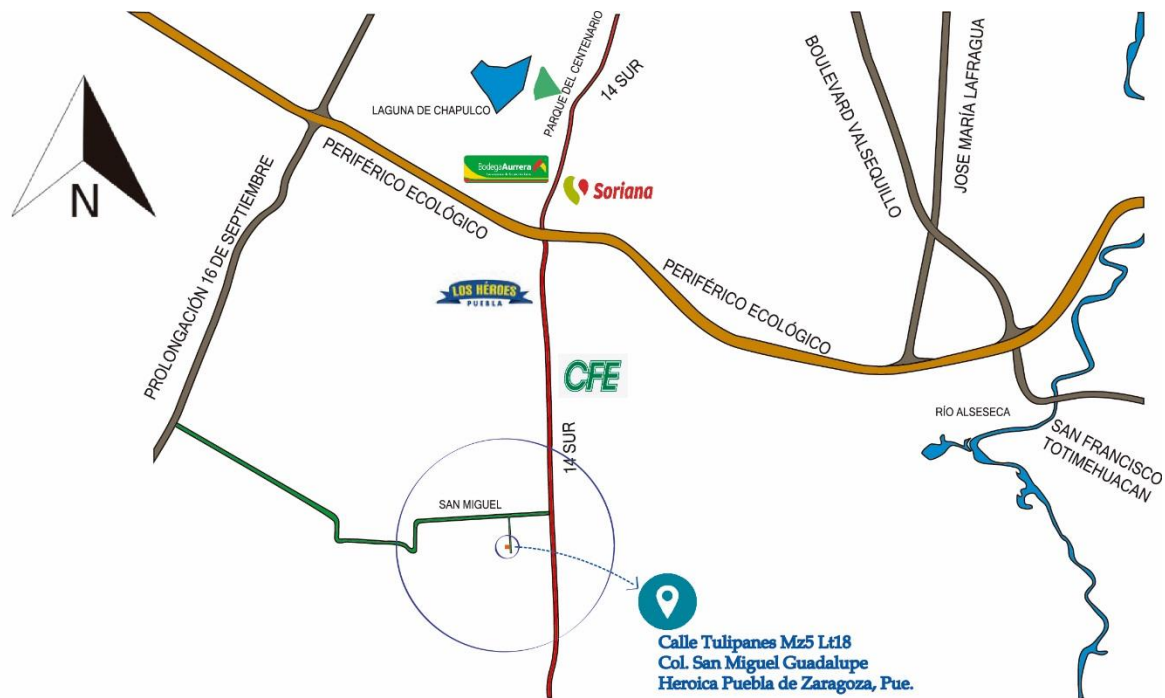 PARQUE DEL CENTENARIO
14 SUR
LAGUNA DE CHAPULCO
BOULEVARD VALSEQUILLO
JOSE MARÍA LAFRAGUA
N
PROLONGACIÓN 16 DE SEPTIEMBRE
PERIFÉRICO ECOLÓGICO
Bodega Aurrera
Soriana
LOS HÉROES
PUEBLA
PERIFÉRICO ECOLÓGICO
CFE
RÍO ALSESECA
SAN FRANCISCO
TOTIMEHUACAN
14 SUR
SAN MIGUEL
Calle Tulipanes Mz5 Lt18
Col. San Miguel Guadalupe
Heroica Puebla de Zaragoza, Pue.